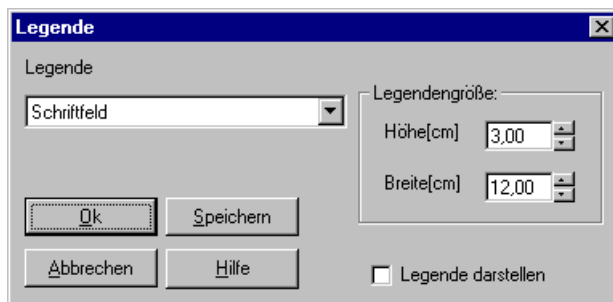 Legende
Legende
Schriftfeld
Legendengröße:
Höhe[cm] 3,00
Breite[cm] 12,00
Ok Speichern
Abbrechen Hilfe
Legende darstellen